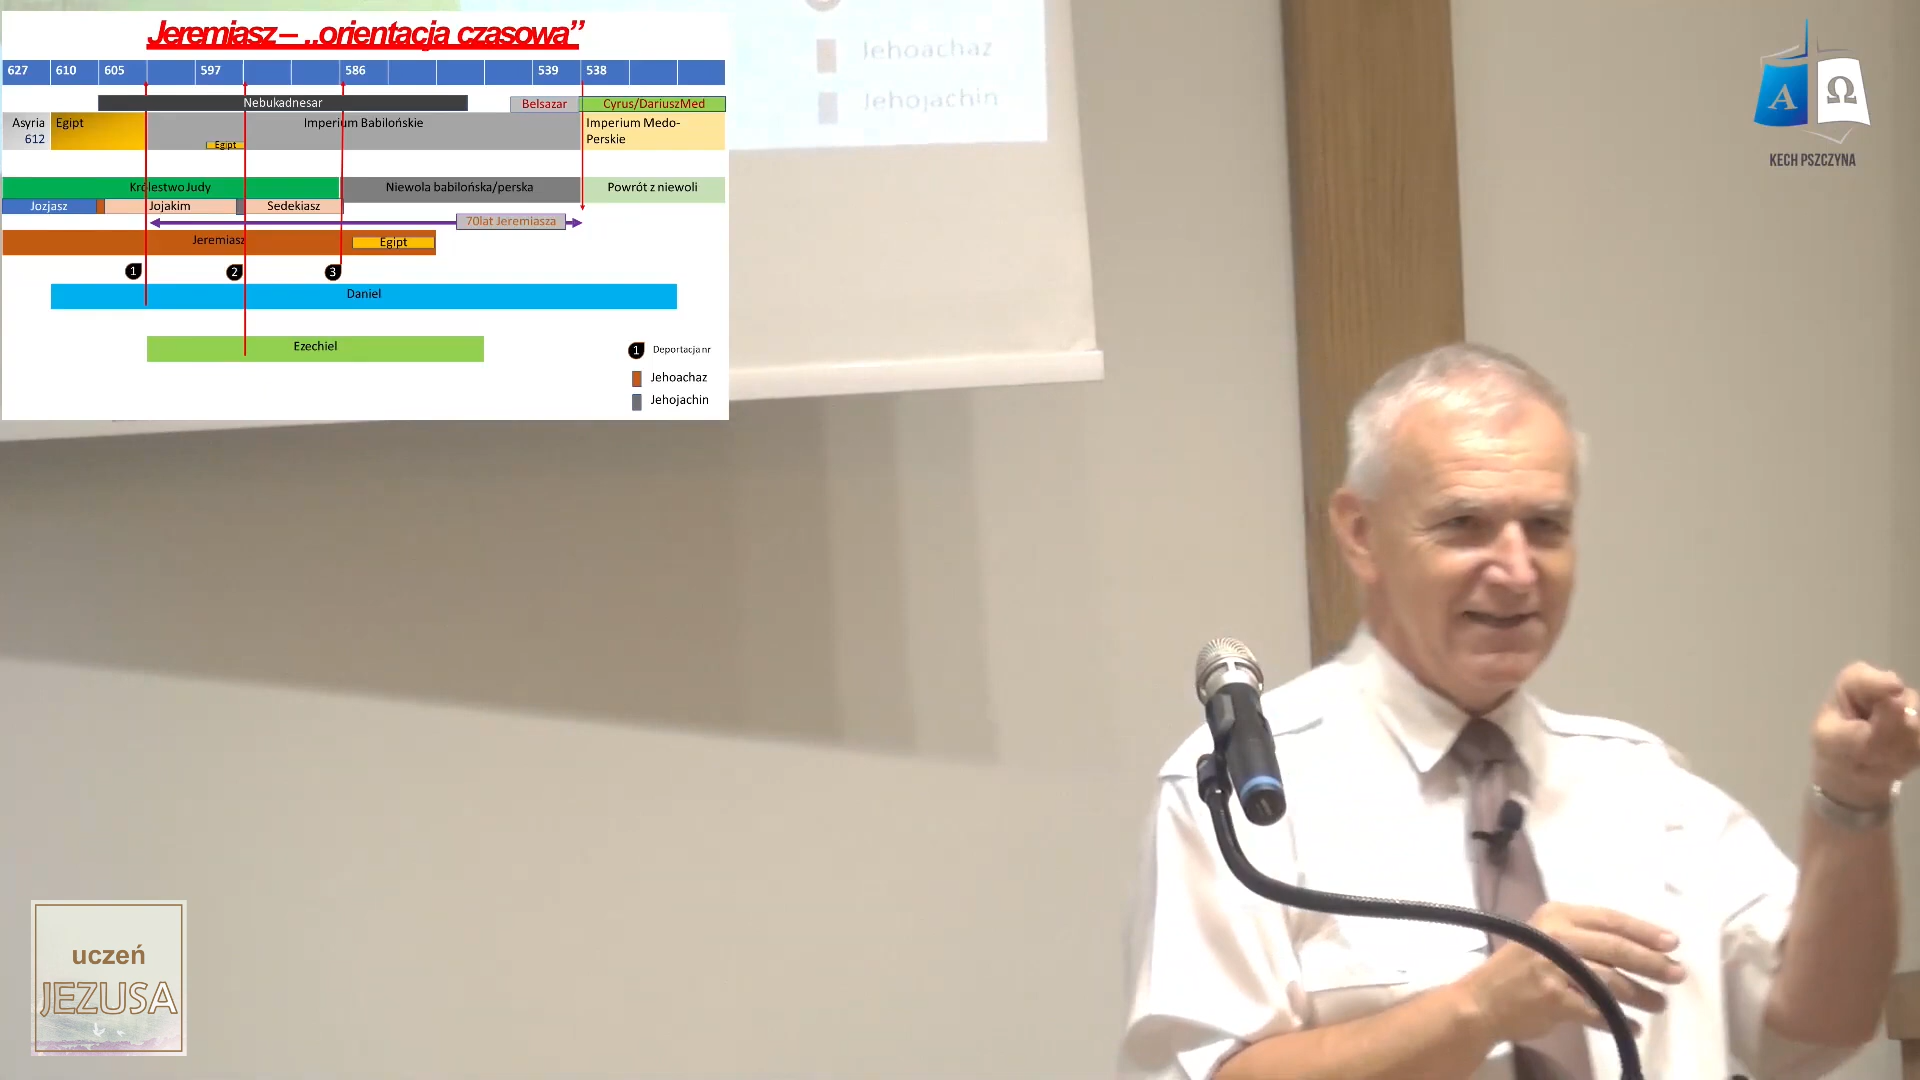 Jeremiasz – „orientacja czasowa”
627 610 605 597 586 539 538
Nebukadnesar
Belsazar
Cyrus/DariuszMed
Asyria
612
Egipt
Imperium Babilońskie
Egipt
Imperium Medo-
Perskie
Królestwo Judy
Niewola babilońska/perska
Powrót z niewoli
Jozjasz
Jojakim
Sedekiasz
70lat Jeremiasza
Jeremiasz
Egipt
1
2
3
Daniel
Ezechiel
1 Deportacja nr
Jehoachaz
Jehojachin
Jehoachaz
Jehojachin
A Ω
KECH PSZCZYNA
uczeń
JEZUSA